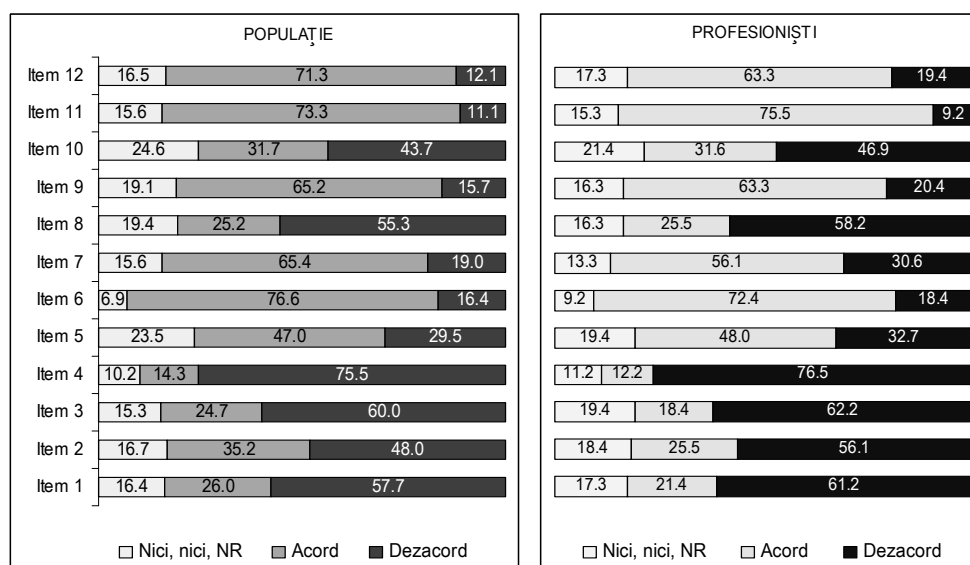 POPULAŢIE
Item 12 16.5 71.3 12.1
Item 11 15.6 73.3 11.1
Item 10 24.6 31.7 43.7
Item 9 19.1 65.2 15.7
Item 8 19.4 25.2 55.3
Item 7 15.6 65.4 19.0
Item 6 6.9 76.6 16.4
Item 5 23.5 47.0 29.5
Item 4 10.2 14.3 75.5
Item 3 15.3 24.7 60.0
Item 2 16.7 35.2 48.0
Item 1 16.4 26.0 57.7
Nici, nici, NR Acord Dezacord
PROFESIONIŞTI
17.3 63.3 19.4
15.3 75.5 9.2
21.4 31.6 46.9
16.3 63.3 20.4
16.3 25.5 58.2
13.3 56.1 30.6
9.2 72.4 18.4
19.4 48.0 32.7
11.2 12.2 76.5
19.4 18.4 62.2
18.4 25.5 56.1
17.3 21.4 61.2
Nici, nici, NR Acord Dezacord